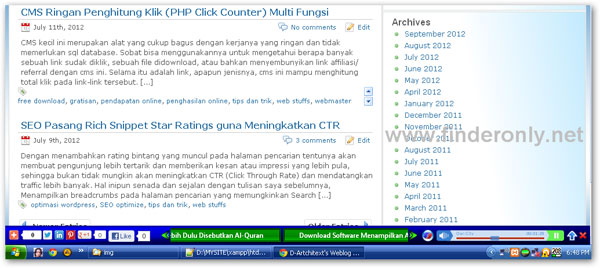 CMS Ringan Penghitung Klik (PHP Click Counter) Multi Fungsi
July 11th, 2012
No comments
Edit
CMS kecil ini merupakan alat yang cukup bagus dengan kerjanya yang ringan dan tidak
memerlukan sql database. Sobat bisa menggunakannya untuk mengetahui berapa banyak
sebuah link sudak diklik, sebuah file didownload, atau bahkan menyembunyikan link affiliasi/
referral dengan cms ini. Selama itu adalah link, apapun jenisnya, cms ini mampu menghitung
total klik pada link-link tersebut. [...]
free download, gratisan, pendapatan online, penghasilan online, tips dan trik, web stuffs, webmaster
SEO Pasang Rich Snippet Star Ratings guna Meningkatkan CTR
July 9th, 2012
3 comments
Edit
Dengan menambahkan rating bintang yang muncul pada halaman pencarian tentunya akan
membuat pengunjung lebih tertarik dan memberikan kesan atau impressi yang lebih pula,
sehingga bukan tidak mungkin akan meningkatkan CTR (Click Through Rate) dan mendatangkan
traffic lebih banyak. Hal inipun senada dan sejalan dengan tulisan saya sebelumnya,
Menampilkan breadcrumbs pada halaman pencarian yang memungkinkan Search [...]
optimasi wordpress, SEO optimize, tips dan trik, web stuffs
Newer Entries
Older Entries
Archives
September 2012
August 2012
July 2012
June 2012
May 2012
April 2012
January 2012
December 2011
November 2011
October 2011
August 2011
July 2011
April 2011
March 2011
February 2011
www.finderonly.net
0
0
Like
0
bih Dulu Disebutkan Al-Quran
Download Software Menampilkan A
img
D:\MYSITE\xampp\htd...
D-Artchitext's Weblog ...
6:48 PM